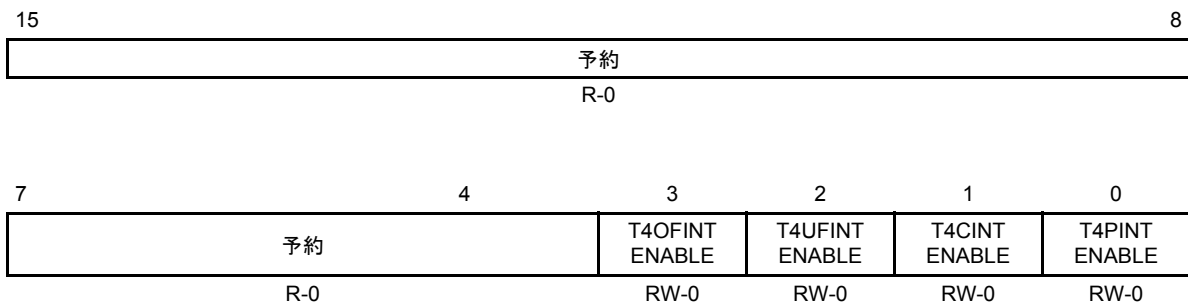 15 8
予約
R-0
7 4 3 2 1 0
予約 T4OFINT ENABLE T4UFINT ENABLE T4CINT ENABLE T4PINT ENABLE
R-0 RW-0 RW-0 RW-0 RW-0